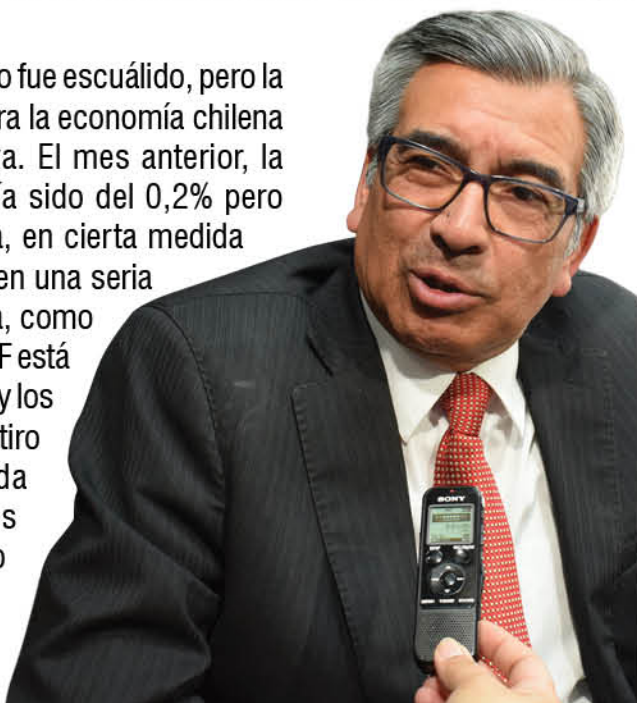 o fue escuálido, pero la
ra la economía chilena
a. El mes anterior, la
ía sido del 0,2% pero
a, en cierta medida
en una seria
a, como
F está
y los
tiro
da
s
o
SONY